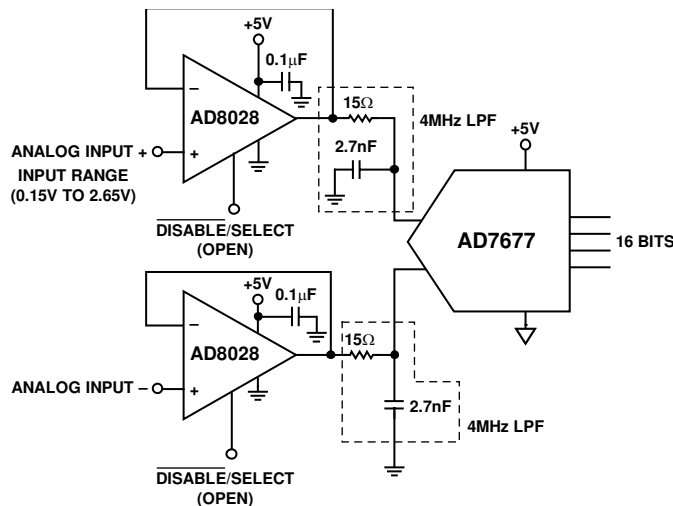 +5V
0.1μF
−
AD8028
+
15Ω
4MHz LPF
2.7nF
ANALOG INPUT +
INPUT RANGE
(0.15V TO 2.65V)
DISABLE/SELECT
(OPEN)
+5V
AD7677
16 BITS
+5V
0.1μF
−
AD8028
+
15Ω
ANALOG INPUT −
2.7nF
4MHz LPF
DISABLE/SELECT
(OPEN)